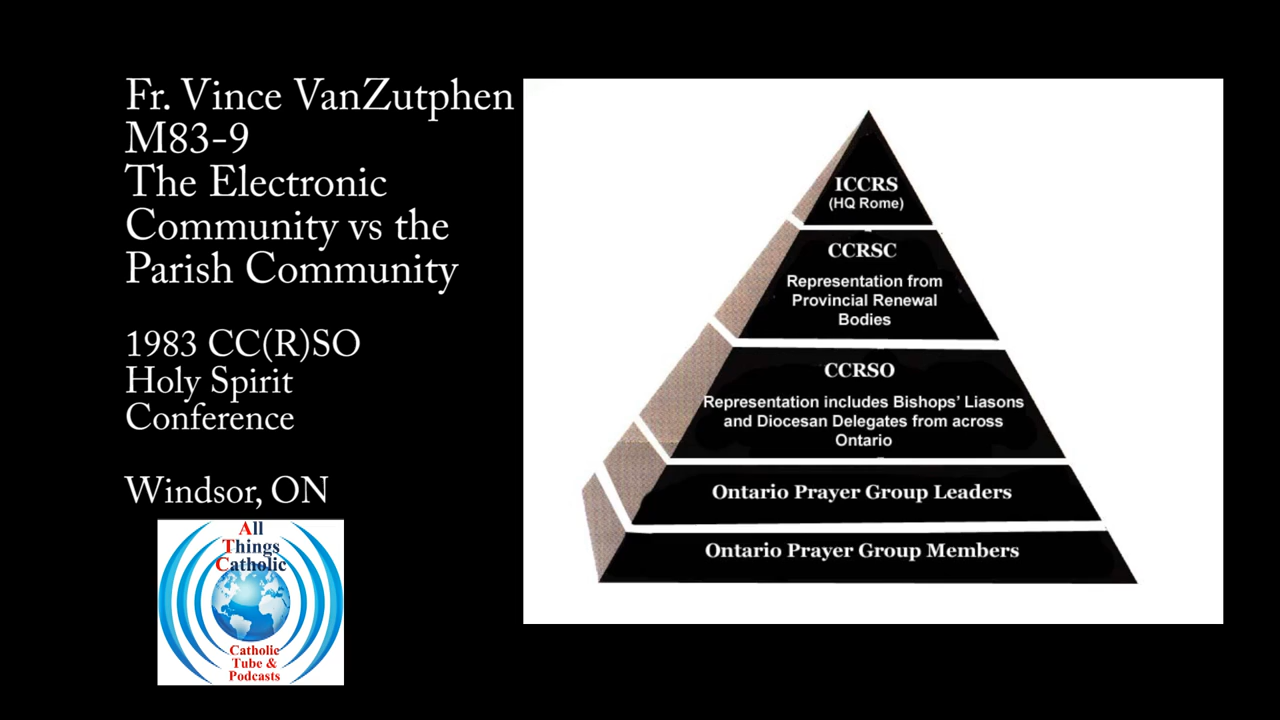 Fr. Vince VanZutphen
M83-9
The Electronic
Community vs the
Parish Community
1983 CC(R)SO
Holy Spirit
Conference
Windsor, ON
All
Things
Catholic
Catholic
Tube &
Podcasts
ICCRS
(HQ Rome)
CCRSC
Representation from
Provincial Renewal
Bodies
CCRSO
Representation includes Bishops' Liasons
and Diocesan Delegates from across
Ontario
Ontario Prayer Group Leaders
Ontario Prayer Group Members